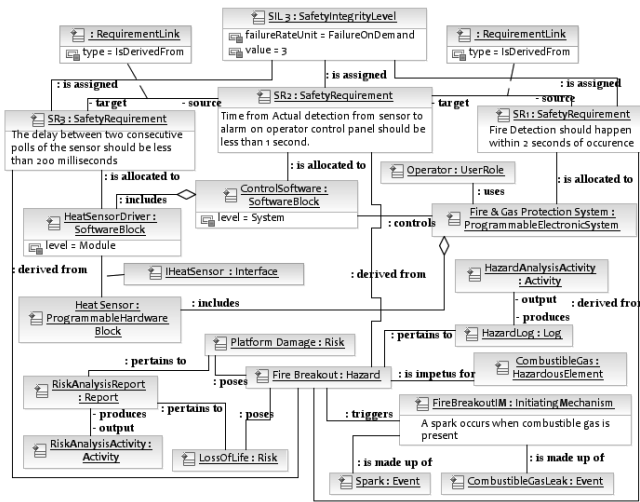 SIL 3 : SafetyIntegrityLevel
failureRateUnit = FailureOnDemand
value = 3
: RequirementLink
type = IsDerivedFrom
: RequirementLink
type = IsDerivedFrom
: is assigned
: is assigned
: is assigned
- target
- source
- target
- source
SR3 : SafetyRequirement
The delay between two consecutive
polls of the sensor should be less
than 200 milliseconds
SR2 : SafetyRequirement
Time from Actual detection from sensor to
alarm on operator control panel should be
less than 1 second.
SR1 : SafetyRequirement
Fire Detection should happen
within 2 seconds of occurence
: is allocated to
: is allocated to
: is allocated to
: includes
ControlSoftware :
SoftwareBlock
level = System
Operator : UserRole
: uses
HeatSensorDriver :
SoftwareBlock
level = Module
: controls
Fire & Gas Protection System :
ProgrammableElectronicSystem
: derived from
IHeatSensor : Interface
: derived from
HazardAnalysisActivity :
Activity
- output
: derived from
- produces
Heat Sensor :
ProgrammableHardware
Block
: includes
HazardLog : Log
: pertains to
Platform Damage : Risk
: pertains to
: poses
Fire Breakout : Hazard
: is impetus for
CombustibleGas :
HazardousElement
RiskAnalysisReport
: Report
: pertains to
- produces
- output
: poses
: triggers
FireBreakoutIM : InitiatingMechanism
A spark occurs when combustible gas is
present
RiskAnalysisActivity :
Activity
LossOfLife : Risk
: is made up of
: is made up of
Spark : Event
CombustibleGasLeak : Event